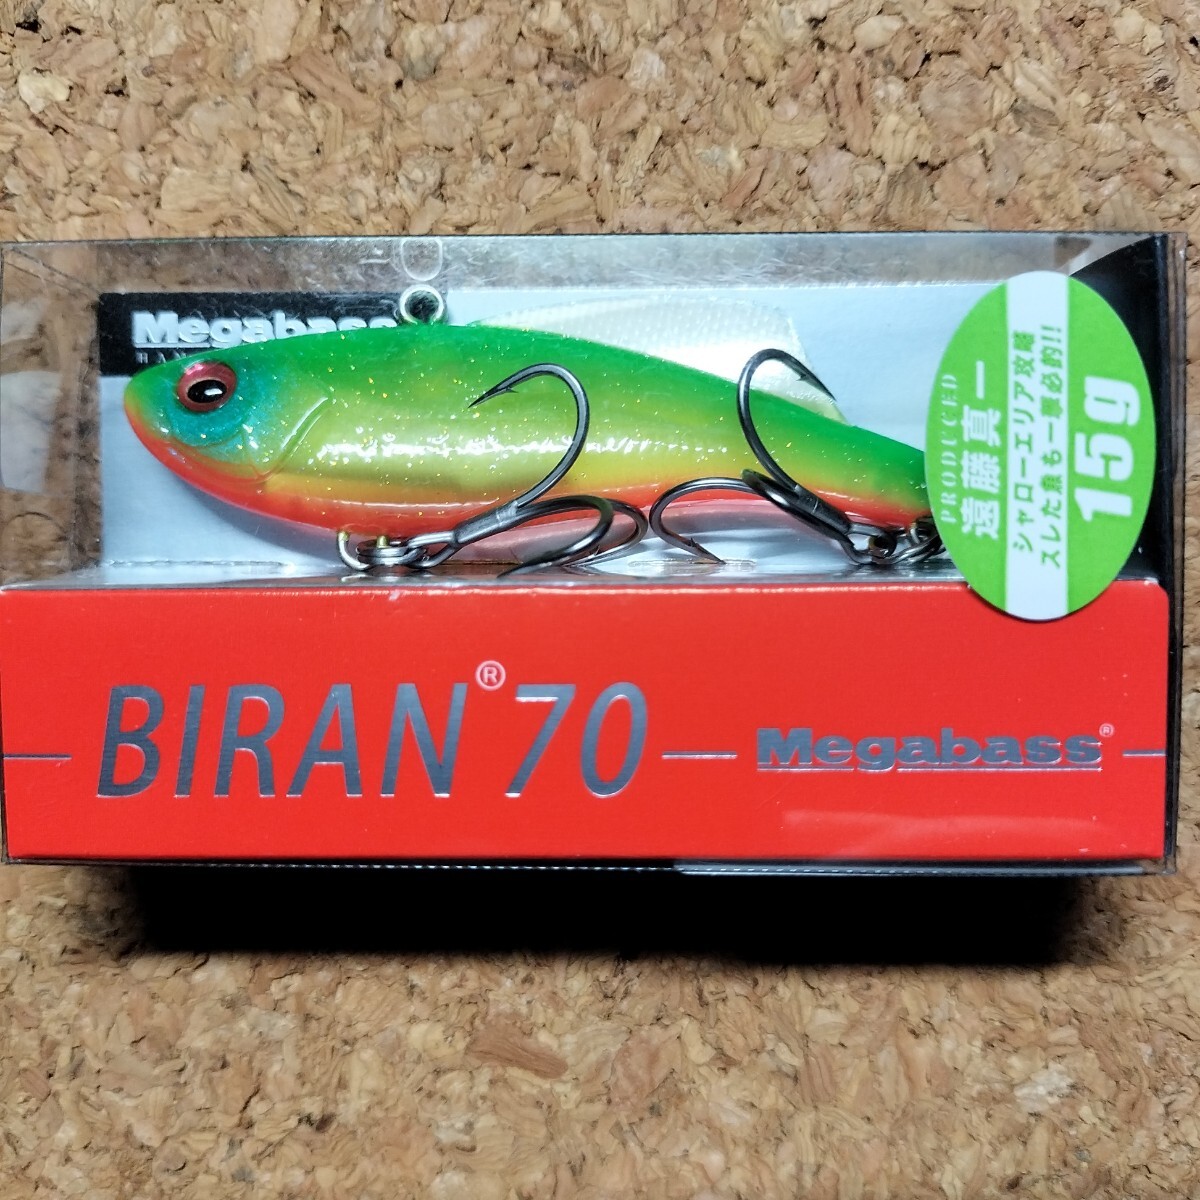 Megabass
PRODUCED
遠藤真一
シャローエリア攻略
スレた魚も一撃必釣!!
15g
BIRAN® 70
Megabass®